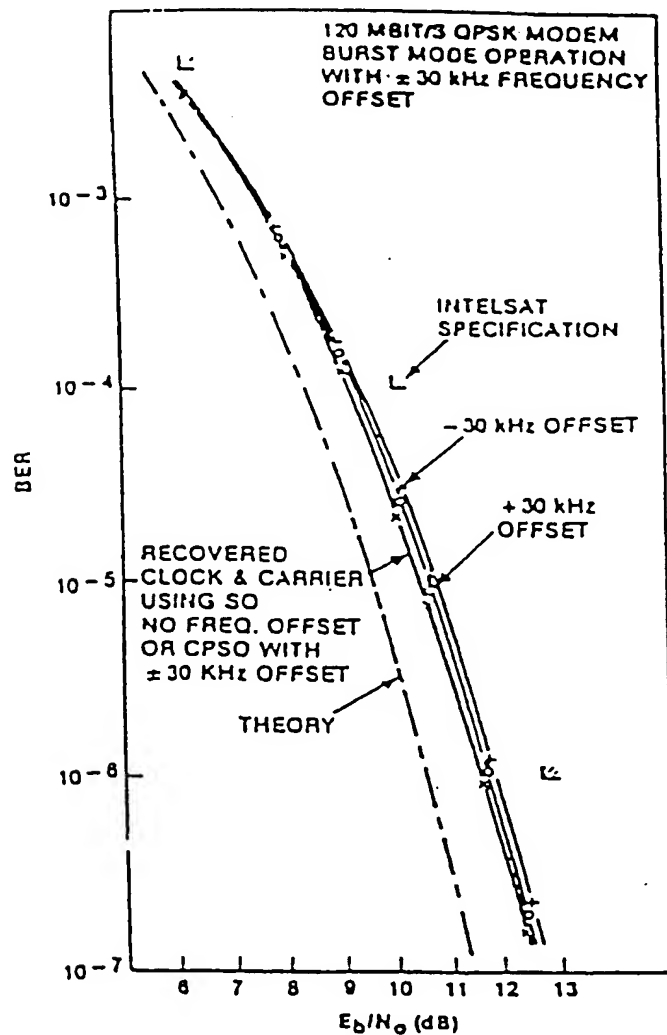 120 MBIT/S QPSK MODEM
BURST MODE OPERATION
WITH ± 30 kHz FREQUENCY
OFFSET
10⁻³
INTELSAT
SPECIFICATION
10⁻⁴
−30 kHz OFFSET
BER
+30 kHz
OFFSET
RECOVERED
CLOCK & CARRIER
USING SO
NO FREQ. OFFSET
OR CPSO WITH
± 30 KHz OFFSET
10⁻⁵
THEORY
10⁻⁶
10⁻⁷
6 7 8 9 10 11 12 13
E_b/N_o (dB)